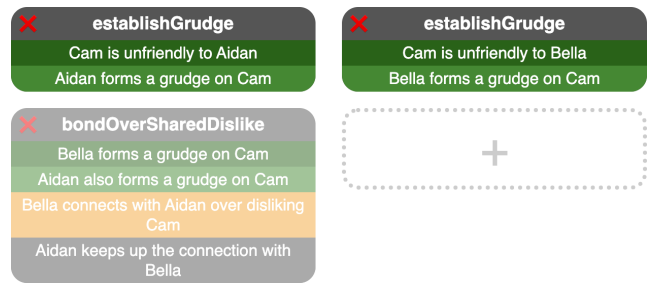 establishGrudge
Cam is unfriendly to Aidan
Aidan forms a grudge on Cam
establishGrudge
Cam is unfriendly to Bella
Bella forms a grudge on Cam
bondOverSharedDislike
Bella forms a grudge on Cam
Aidan also forms a grudge on Cam
Bella connects with Aidan over disliking
Cam
Aidan keeps up the connection with
Bella
+